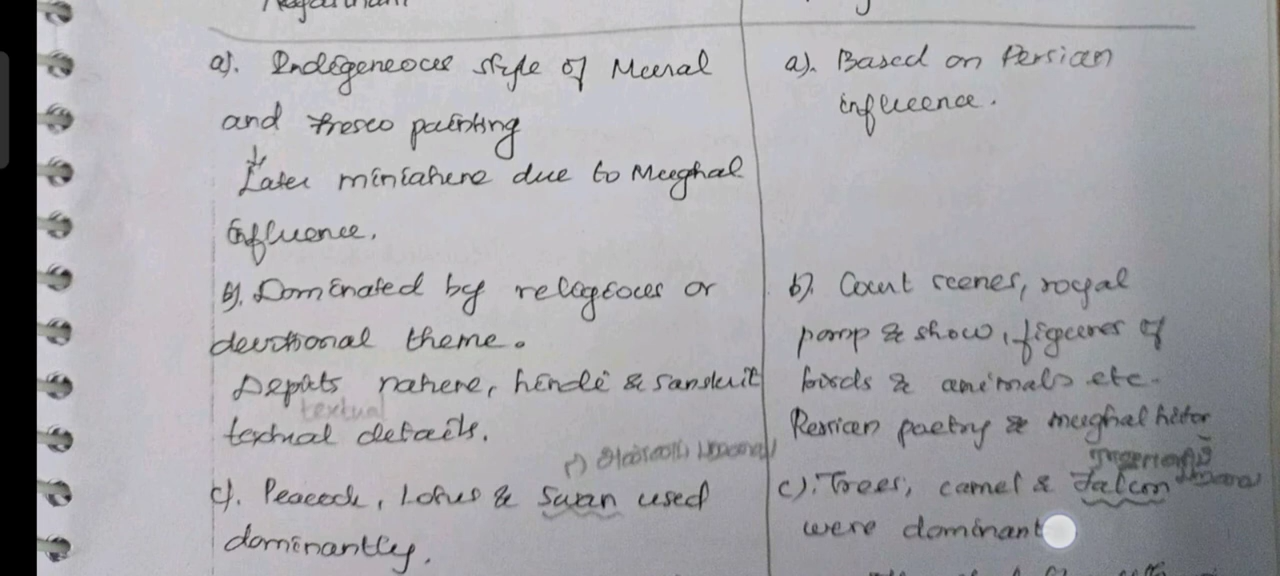 a). Indigeneous style of Mural
and fresco painting
Later miniature due to Mughal
influence.
b). Dominated by religious or
devotional theme.
Depicts nature, hindi & sanskrit
textual
textual details.
c). Peacock, Lotus & Swan used
dominantly.
a). Based on Persian
influence.
b). Court scenes, royal
pomp & show, figures of
birds & animals etc.
Persian poetry & mughal histor
c). Trees, camel & Falcon
were dominant